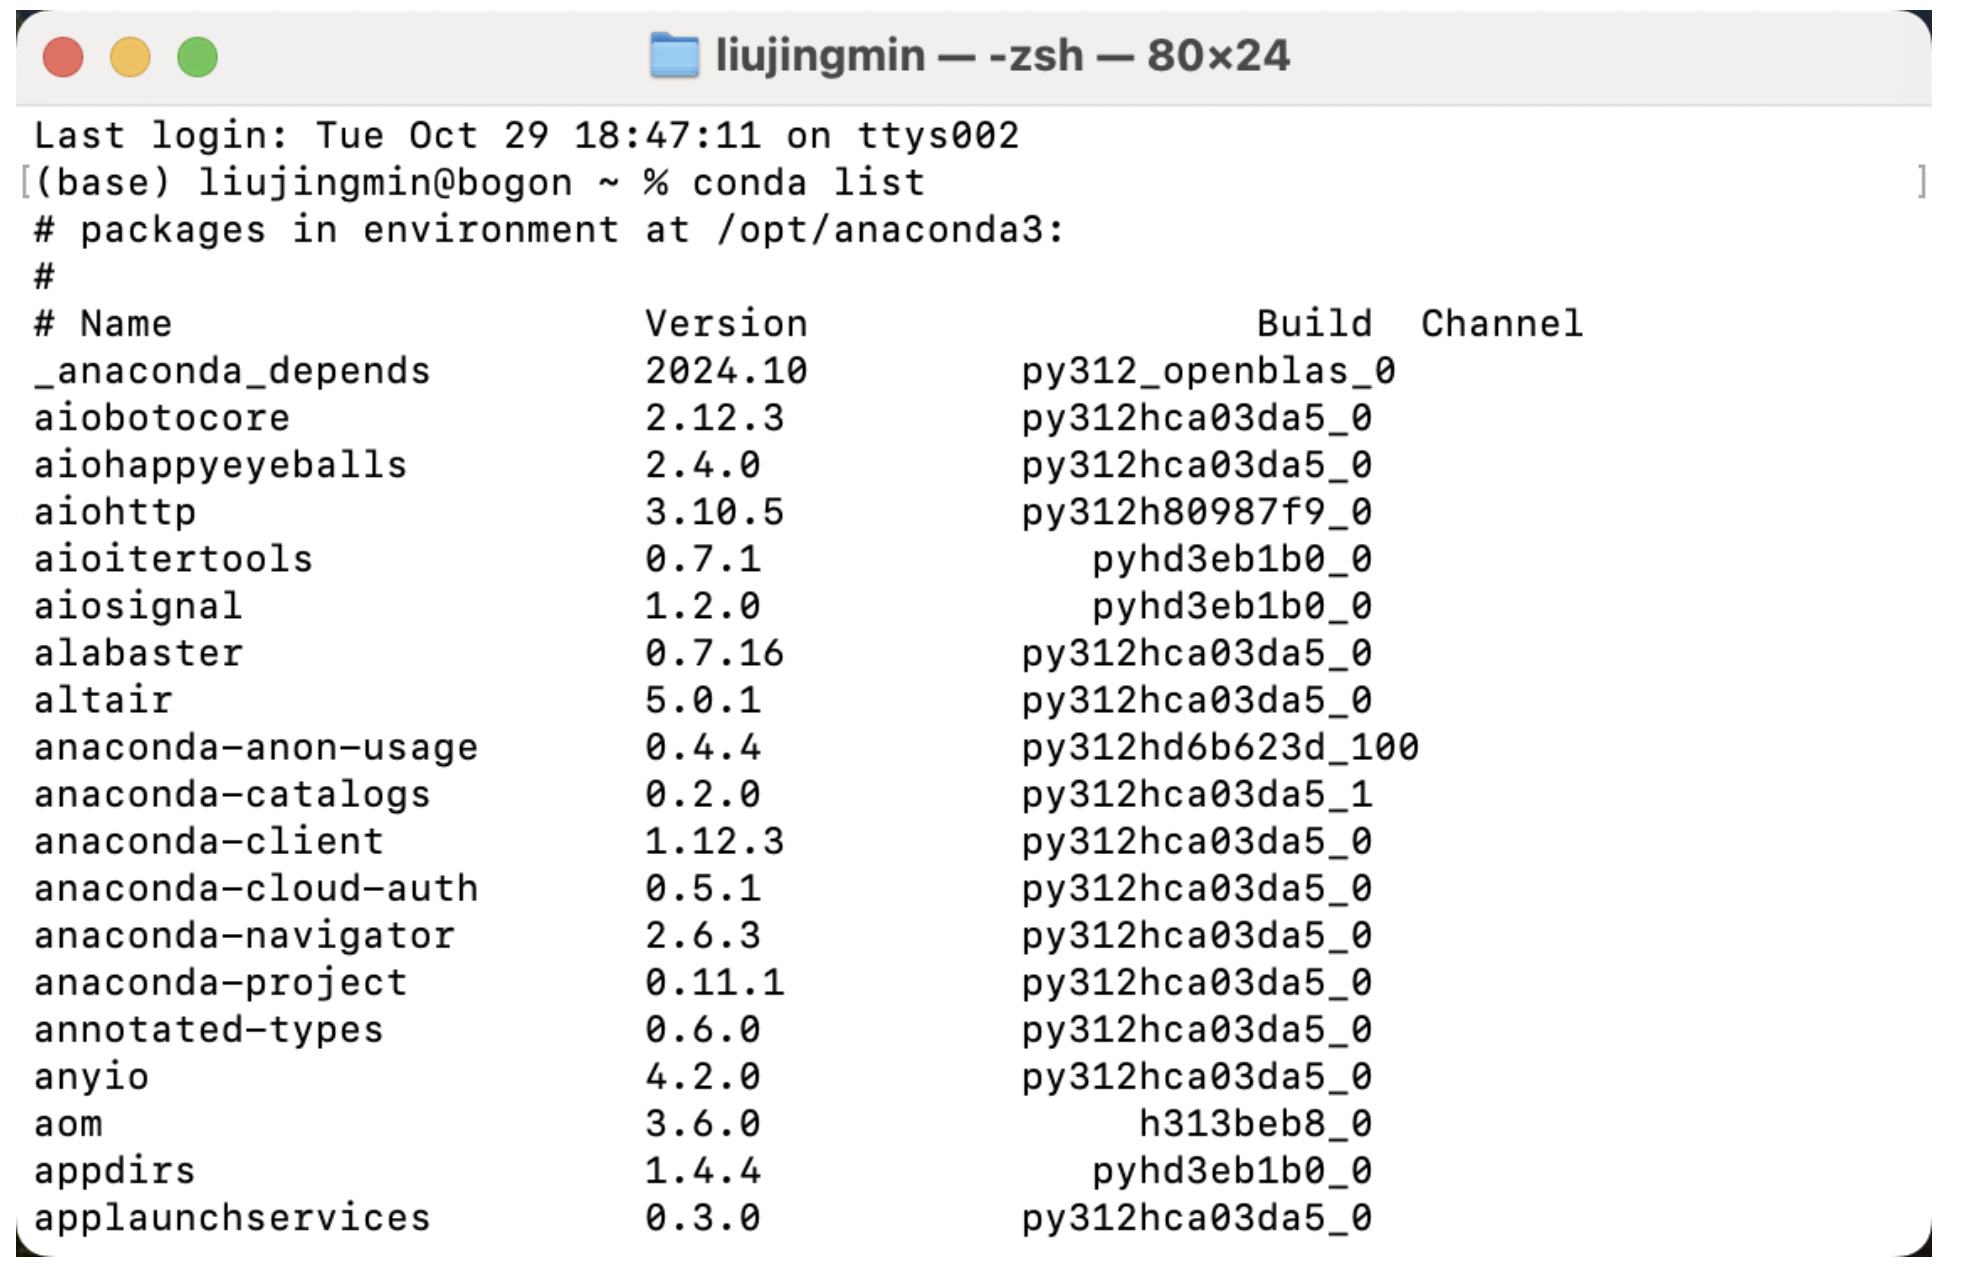 liujingmin — -zsh — 80×24
Last login: Tue Oct 29 18:47:11 on ttys002
[(base) liujingmin@bogon ~ % conda list ]
# packages in environment at /opt/anaconda3:
#
# Name                    Version                   Build  Channel
_anaconda_depends         2024.10         py312_openblas_0
aiobotocore               2.12.3          py312hca03da5_0
aiohappyeyeballs          2.4.0           py312hca03da5_0
aiohttp                   3.10.5          py312h80987f9_0
aioitertools              0.7.1              pyhd3eb1b0_0
aiosignal                 1.2.0              pyhd3eb1b0_0
alabaster                 0.7.16          py312hca03da5_0
altair                    5.0.1           py312hca03da5_0
anaconda-anon-usage       0.4.4           py312hd6b623d_100
anaconda-catalogs         0.2.0           py312hca03da5_1
anaconda-client           1.12.3          py312hca03da5_0
anaconda-cloud-auth       0.5.1           py312hca03da5_0
anaconda-navigator        2.6.3           py312hca03da5_0
anaconda-project          0.11.1          py312hca03da5_0
annotated-types           0.6.0           py312hca03da5_0
anyio                     4.2.0           py312hca03da5_0
aom                       3.6.0                h313beb8_0
appdirs                   1.4.4              pyhd3eb1b0_0
applaunchservices         0.3.0           py312hca03da5_0